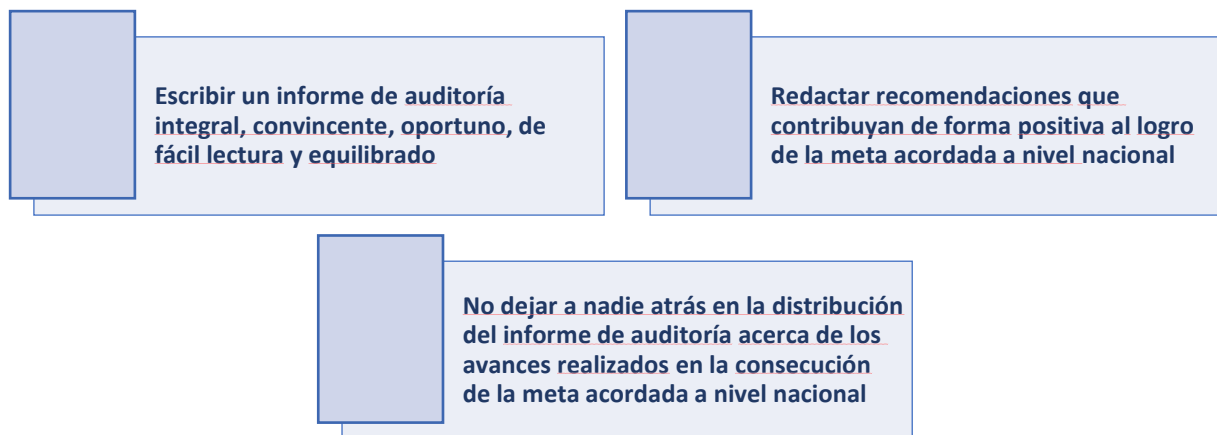 Escribir un informe de auditoría
integral, convincente, oportuno, de
fácil lectura y equilibrado
Redactar recomendaciones que
contribuyan de forma positiva al logro
de la meta acordada a nivel nacional
No dejar a nadie atrás en la distribución
del informe de auditoría acerca de los
avances realizados en la consecución
de la meta acordada a nivel nacional